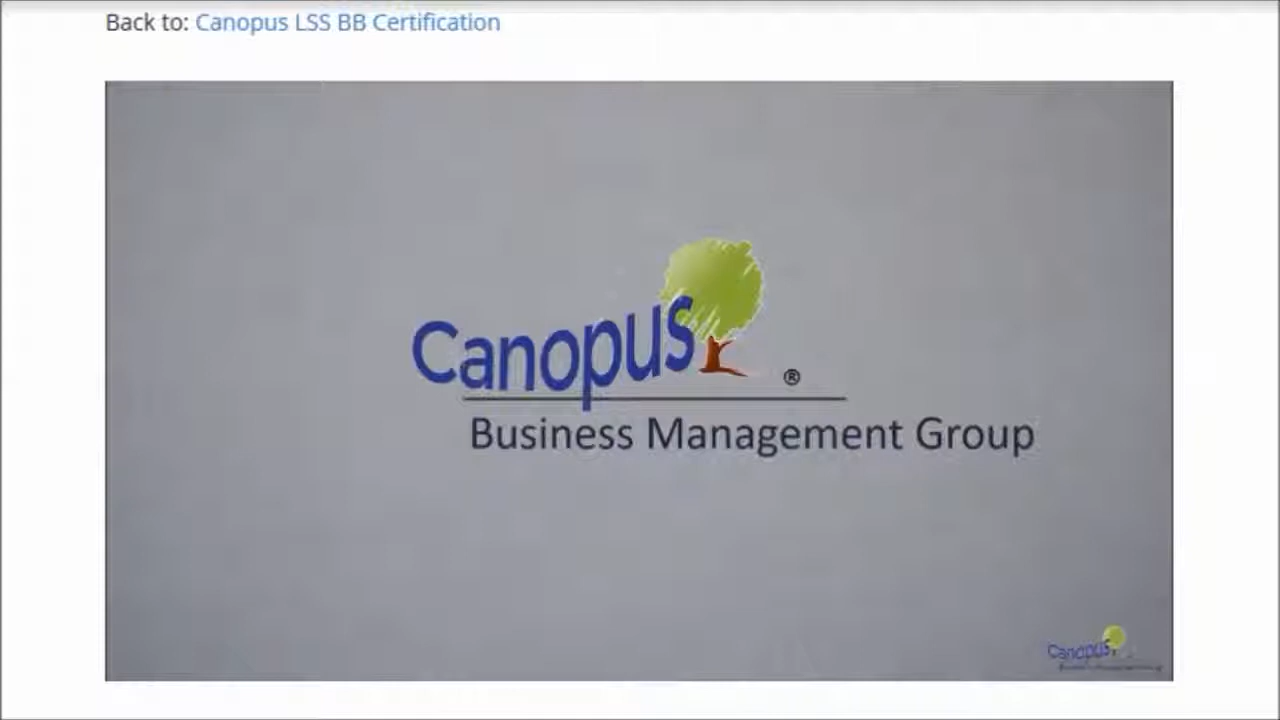 Back to: Canopus LSS BB Certification
Canopus
®
Business Management Group
Canopus